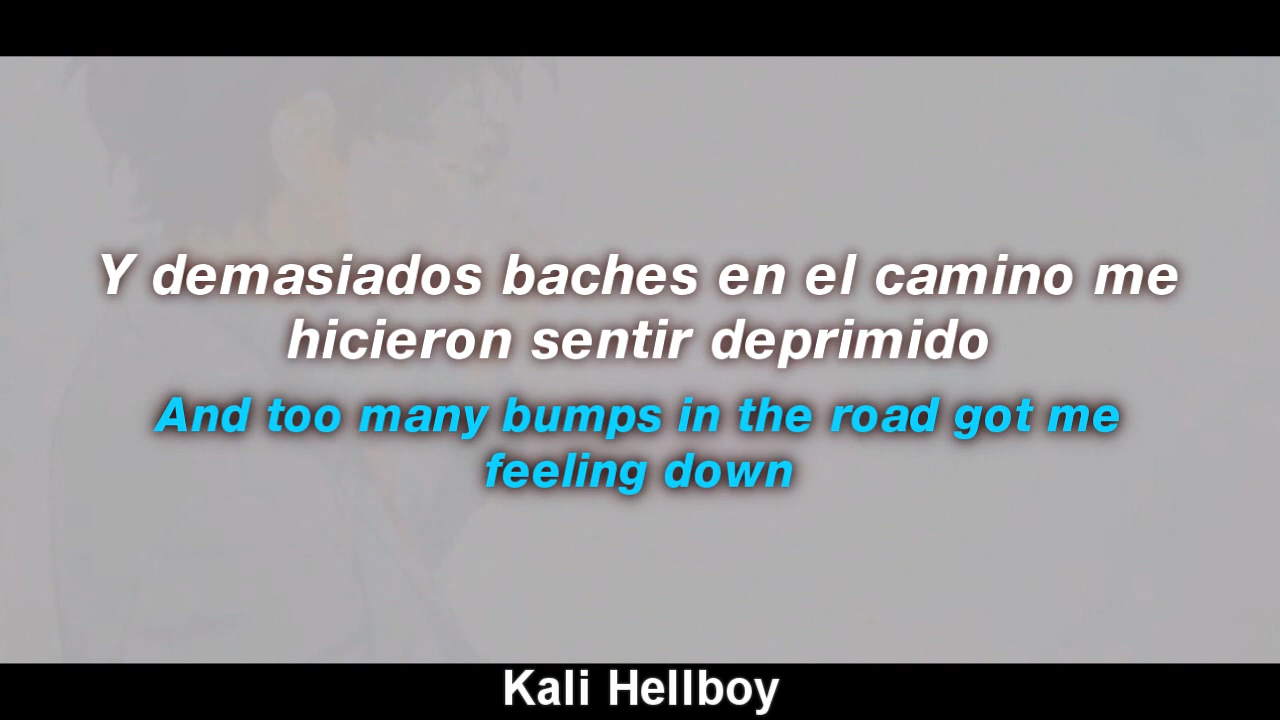 Y demasiados baches en el camino me
hicieron sentir deprimido
And too many bumps in the road got me
feeling down
Kali Hellboy